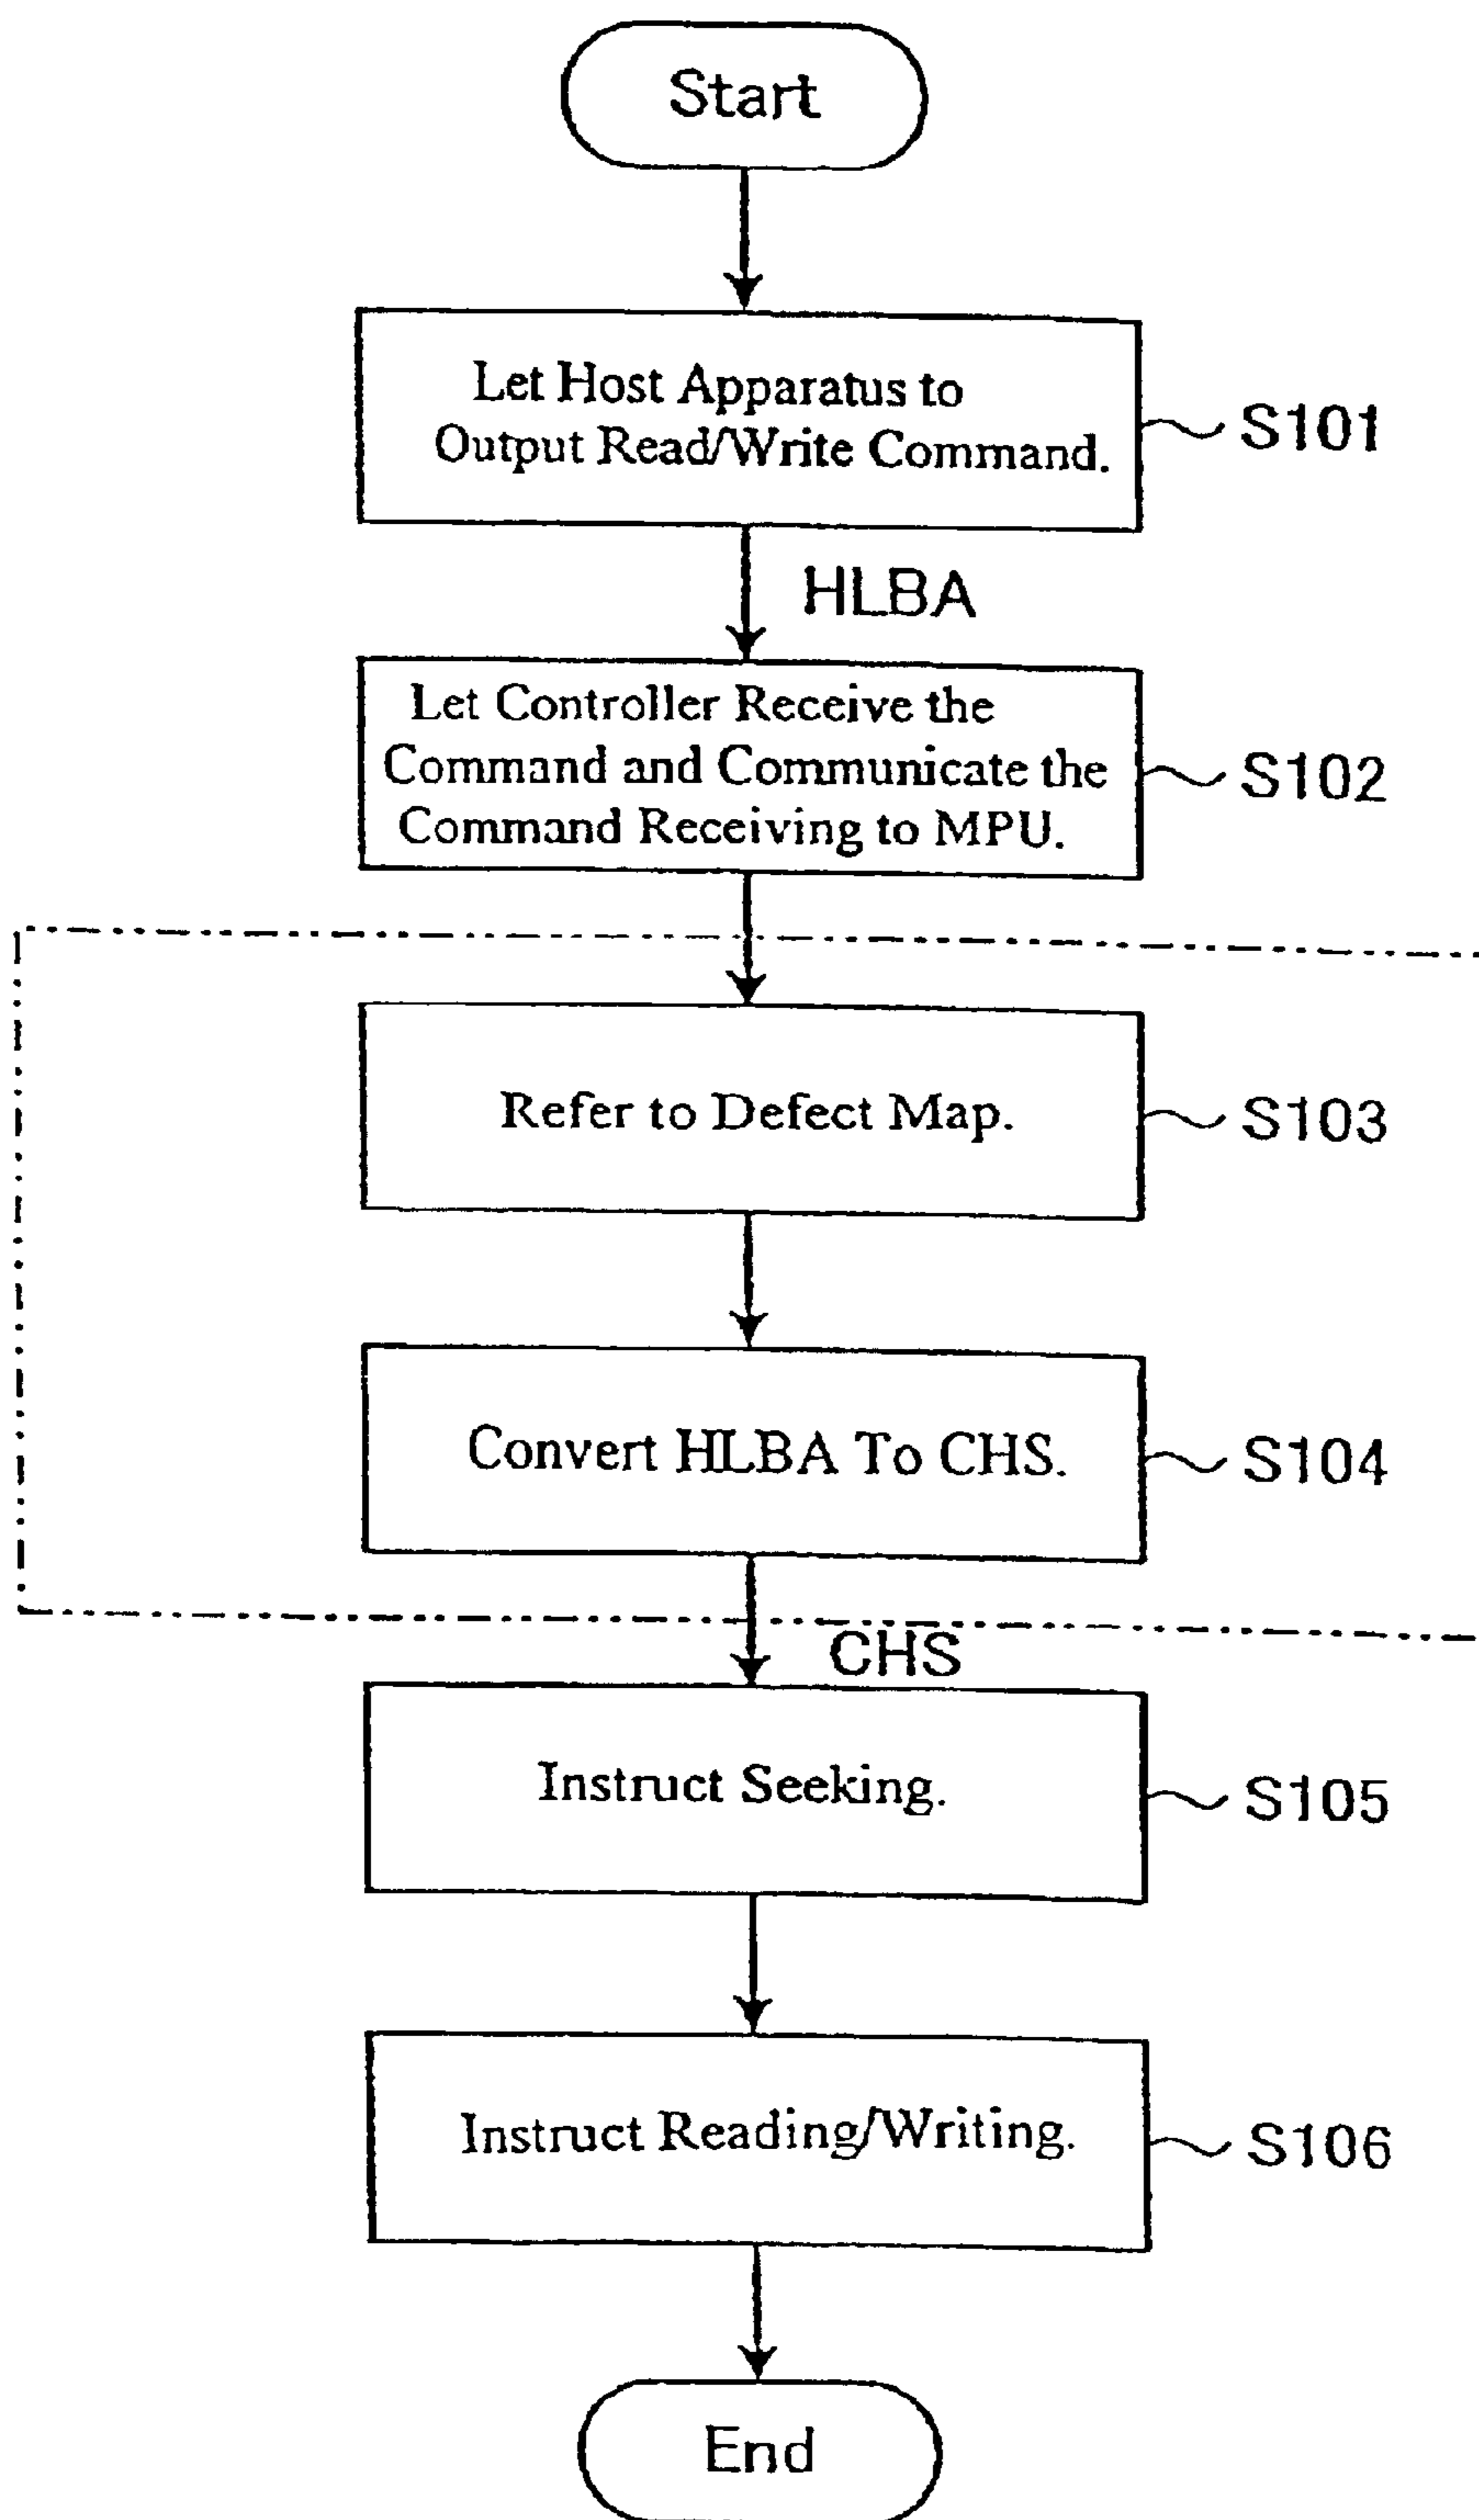 Start
Let Host Apparatus to
Output Read/Write Command.
S101
HLBA
Let Controller Receive the
Command and Communicate the
Command Receiving to MPU.
S102
Refer to Defect Map.
S103
Convert HLBA To CHS.
S104
CHS
Instruct Seeking.
S105
Instruct Reading/Writing.
S106
End